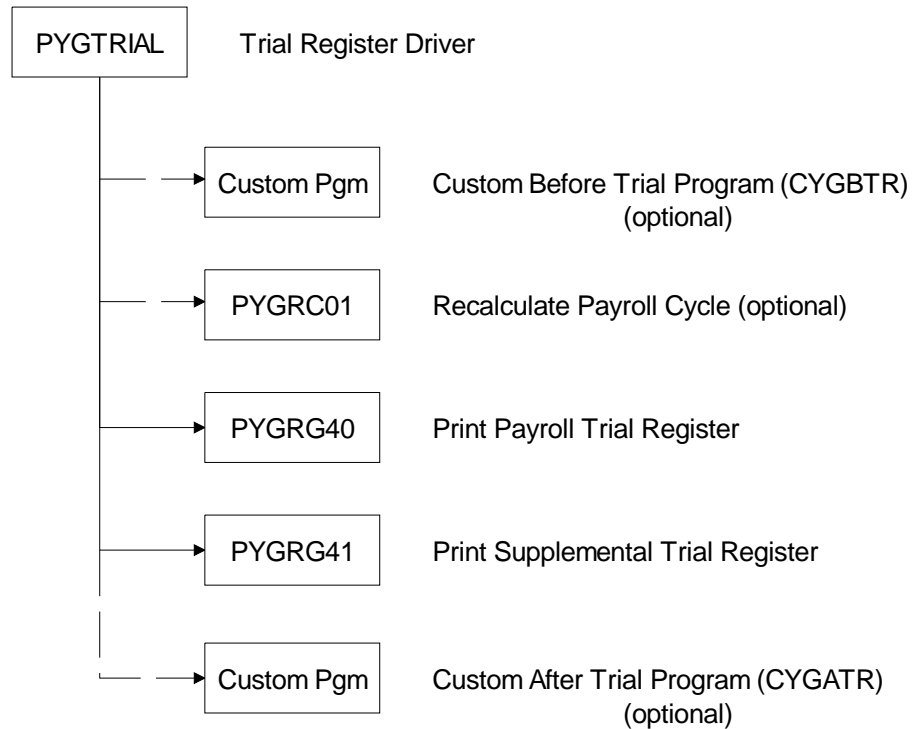 PYGTRIAL Trial Register Driver
Custom Pgm Custom Before Trial Program (CYGBTR)
(optional)
PYGRC01 Recalculate Payroll Cycle (optional)
PYGRG40 Print Payroll Trial Register
PYGRG41 Print Supplemental Trial Register
Custom Pgm Custom After Trial Program (CYGATR)
(optional)